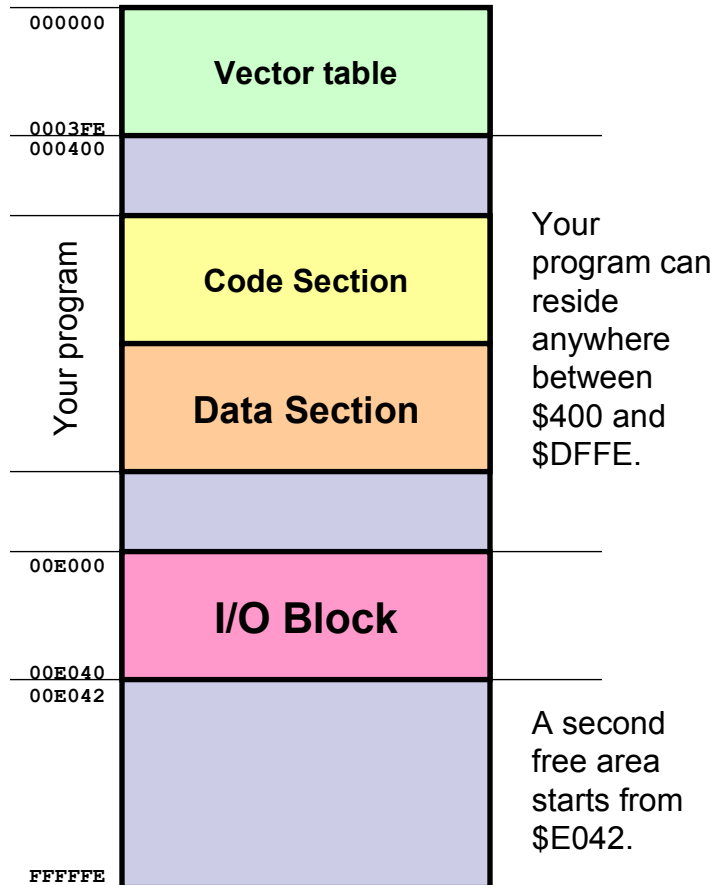 000000
Vector table
0003FE
000400
Your program
Code Section
Data Section
Your
program can
reside
anywhere
between
$400 and
$DFFE.
00E000
I/O Block
00E040
00E042
A second
free area
starts from
$E042.
FFFFFE